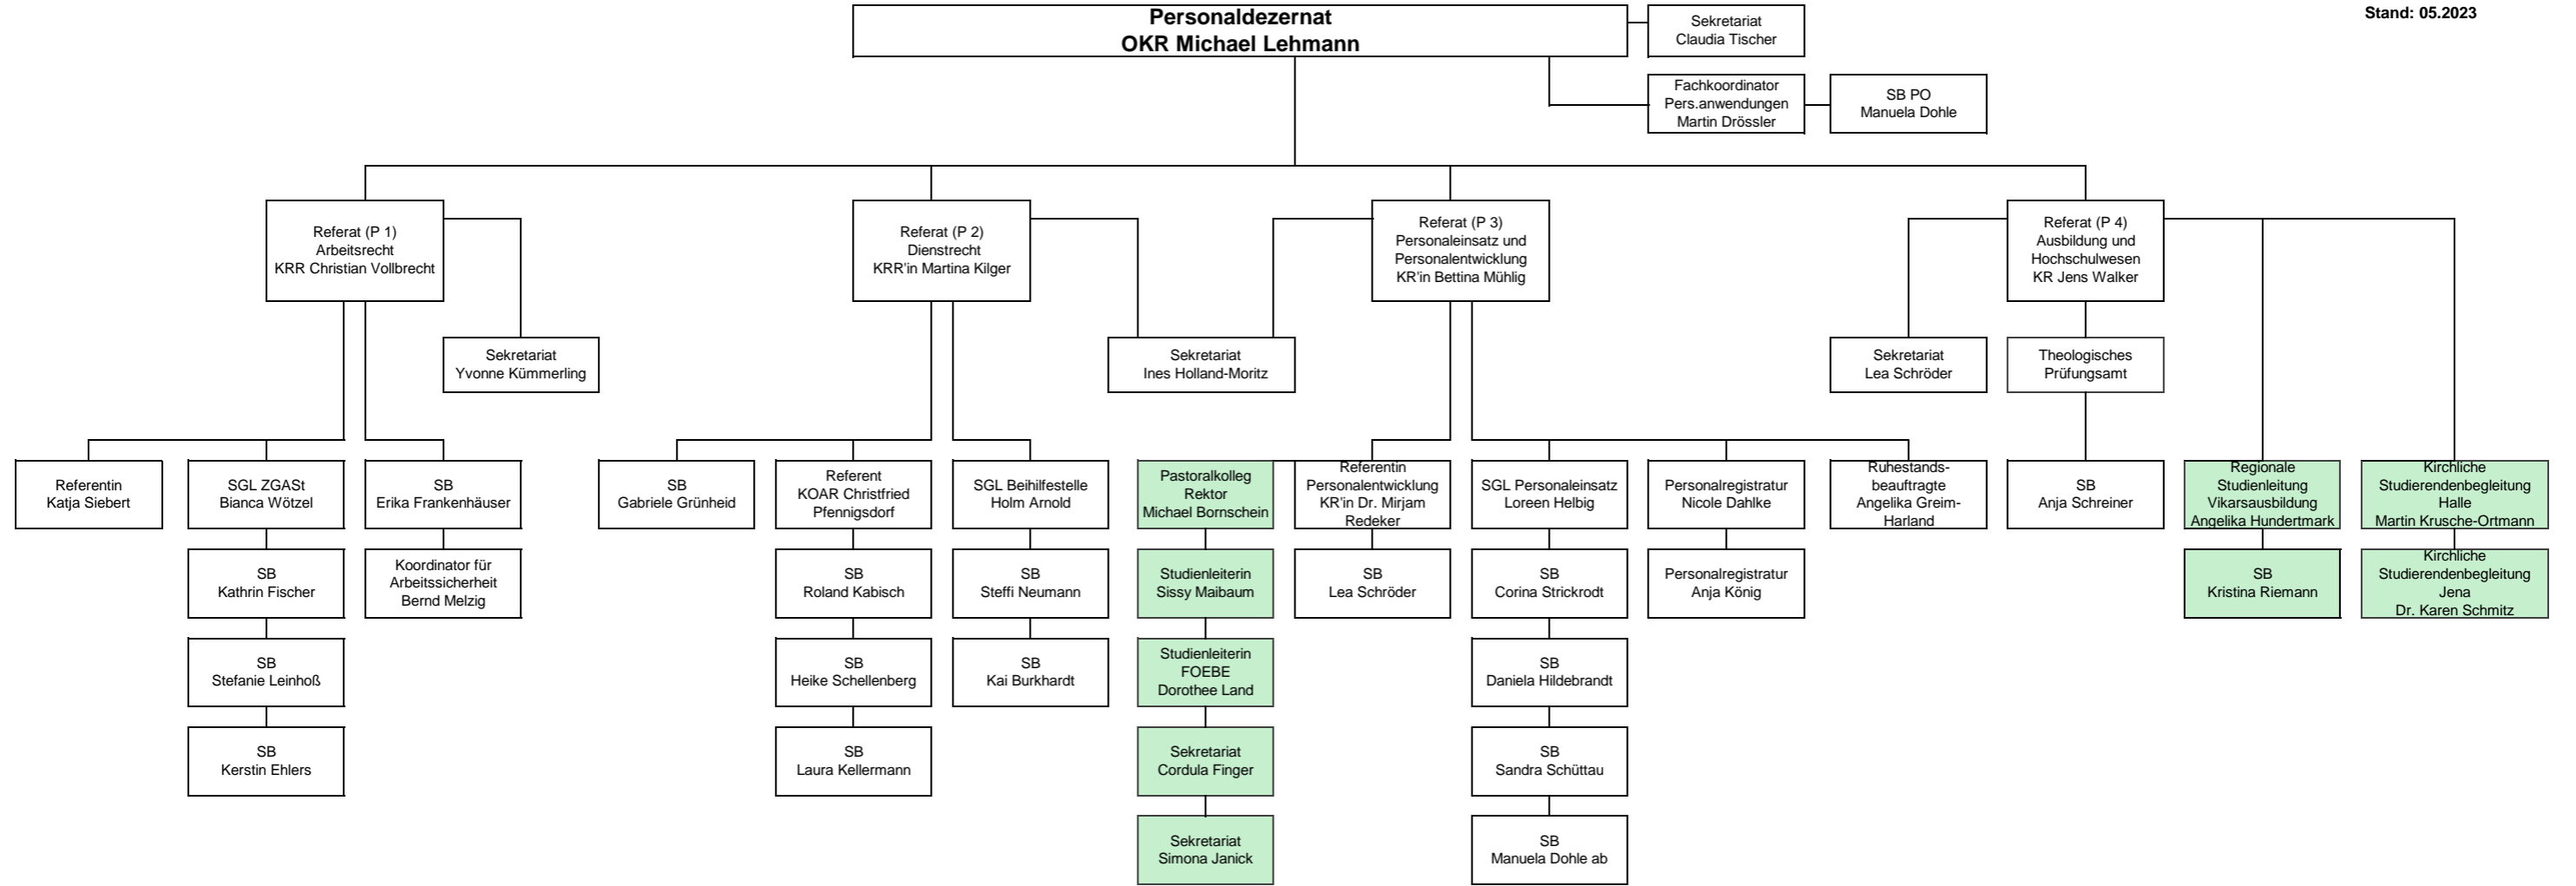 Personaldezernat
OKR Michael Lehmann
Sekretariat
Claudia Tischer
Stand: 05.2023
Fachkoordinator
Pers.anwendungen
Martin Drössler
SB PO
Manuela Dohle
Referat (P 1)
Arbeitsrecht
KRR Christian Vollbrecht
Referat (P 2)
Dienstrecht
KRR'in Martina Kilger
Referat (P 3)
Personaleinsatz und
Personalentwicklung
KR'in Bettina Mühlig
Referat (P 4)
Ausbildung und
Hochschulwesen
KR Jens Walker
Sekretariat
Yvonne Kümmerling
Sekretariat
Ines Holland-Moritz
Sekretariat
Lea Schröder
Theologisches
Prüfungsamt
Referentin
Katja Siebert
SGL ZGASt
Bianca Wötzel
SB
Erika Frankenhäuser
SB
Gabriele Grünheid
Referent
KOAR Christfried
Pfennigsdorf
SGL Beihilfestelle
Holm Arnold
Pastoralkolleg
Rektor
Michael Bornschein
Referentin
Personalentwicklung
KR'in Dr. Mirjam
Redeker
SGL Personaleinsatz
Loreen Helbig
Personalregistratur
Nicole Dahlke
Ruhestands-
beauftragte
Angelika Greim-
Harland
SB
Anja Schreiner
Regionale
Studienleitung
Vikarsausbildung
Angelika Hundertmark
Kirchliche
Studierendenbegleitung
Halle
Martin Krusche-Ortmann
SB
Kathrin Fischer
Koordinator für
Arbeitssicherheit
Bernd Melzig
SB
Roland Kabisch
SB
Steffi Neumann
Studienleiterin
Sissy Maibaum
SB
Lea Schröder
SB
Corina Strickrodt
Personalregistratur
Anja König
SB
Kristina Riemann
Kirchliche
Studierendenbegleitung
Jena
Dr. Karen Schmitz
SB
Stefanie Leinhoß
SB
Heike Schellenberg
SB
Kai Burkhardt
Studienleiterin
FOEBE
Dorothee Land
SB
Daniela Hildebrandt
SB
Kerstin Ehlers
SB
Laura Kellermann
Sekretariat
Cordula Finger
SB
Sandra Schüttau
Sekretariat
Simona Janick
SB
Manuela Dohle ab